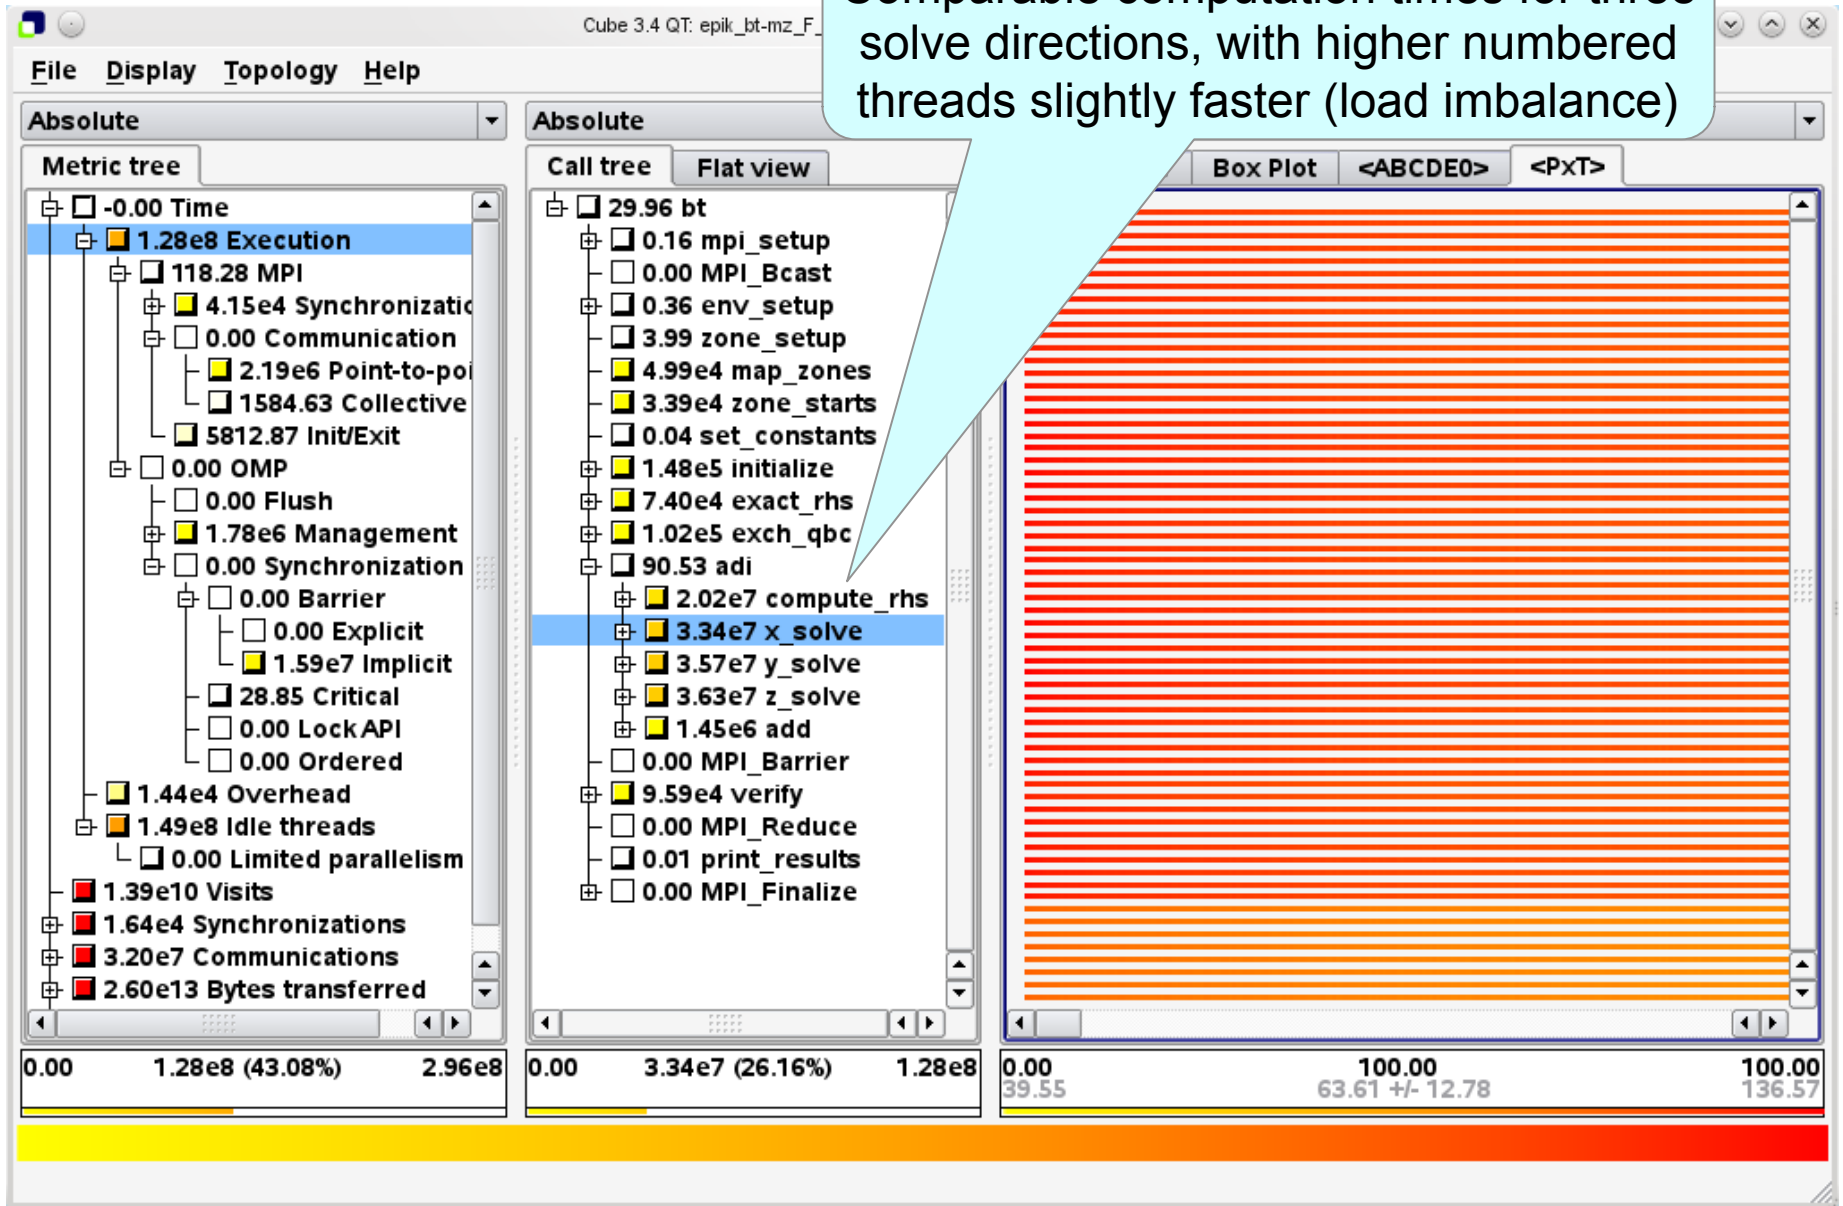 Cube 3.4 QT: epik_bt-mz_F_
Comparable computation times for three
solve directions, with higher numbered
threads slightly faster (load imbalance)
File Display Topology Help
Absolute
Metric tree
-0.00 Time
1.28e8 Execution
118.28 MPI
4.15e4 Synchronizatic
0.00 Communication
2.19e6 Point-to-poi
1584.63 Collective
5812.87 Init/Exit
0.00 OMP
0.00 Flush
1.78e6 Management
0.00 Synchronization
0.00 Barrier
0.00 Explicit
1.59e7 Implicit
28.85 Critical
0.00 Lock API
0.00 Ordered
1.44e4 Overhead
1.49e8 Idle threads
0.00 Limited parallelism
1.39e10 Visits
1.64e4 Synchronizations
3.20e7 Communications
2.60e13 Bytes transferred
0.00 1.28e8 (43.08%) 2.96e8
Absolute
Call tree Flat view
29.96 bt
0.16 mpi_setup
0.00 MPI_Bcast
0.36 env_setup
3.99 zone_setup
4.99e4 map_zones
3.39e4 zone_starts
0.04 set_constants
1.48e5 initialize
7.40e4 exact_rhs
1.02e5 exch_qbc
90.53 adi
2.02e7 compute_rhs
3.34e7 x_solve
3.57e7 y_solve
3.63e7 z_solve
1.45e6 add
0.00 MPI_Barrier
9.59e4 verify
0.00 MPI_Reduce
0.01 print_results
0.00 MPI_Finalize
0.00 3.34e7 (26.16%) 1.28e8
Box Plot <ABCDE0> <PxT>
0.00 100.00 100.00
39.55 63.61 +/- 12.78 136.57